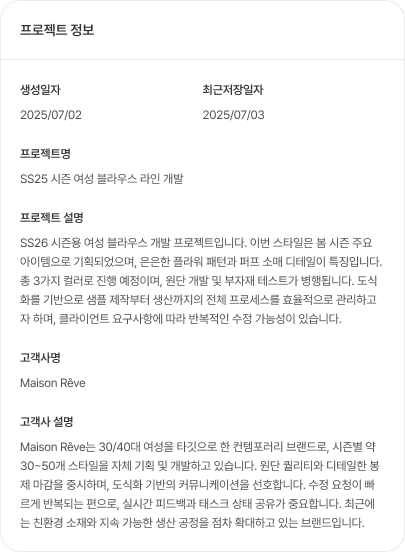 프로젝트 정보
생성일자 최근저장일자
2025/07/02 2025/07/03
프로젝트명
SS25 시즌 여성 블라우스 라인 개발
프로젝트 설명
SS26 시즌용 여성 블라우스 개발 프로젝트입니다. 이번 스타일은 봄 시즌 주요
아이템으로 기획되었으며, 은은한 플라워 패턴과 퍼프 소매 디테일이 특징입니다.
총 3가지 컬러로 진행 예정이며, 원단 개발 및 부자재 테스트가 병행됩니다. 도식
화를 기반으로 샘플 제작부터 생산까지의 전체 프로세스를 효율적으로 관리하고
자 하며, 클라이언트 요구사항에 따라 반복적인 수정 가능성이 있습니다.
고객사명
Maison Rêve
고객사 설명
Maison Rêve는 30/40대 여성을 타깃으로 한 컨템포러리 브랜드로, 시즌별 약
30~50개 스타일을 자체 기획 및 개발하고 있습니다. 원단 퀄리티와 디테일한 봉
제 마감을 중시하며, 도식화 기반의 커뮤니케이션을 선호합니다. 수정 요청이 빠
르게 반복되는 편으로, 실시간 피드백과 태스크 상태 공유가 중요합니다. 최근에
는 친환경 소재와 지속 가능한 생산 공정을 점차 확대하고 있는 브랜드입니다.